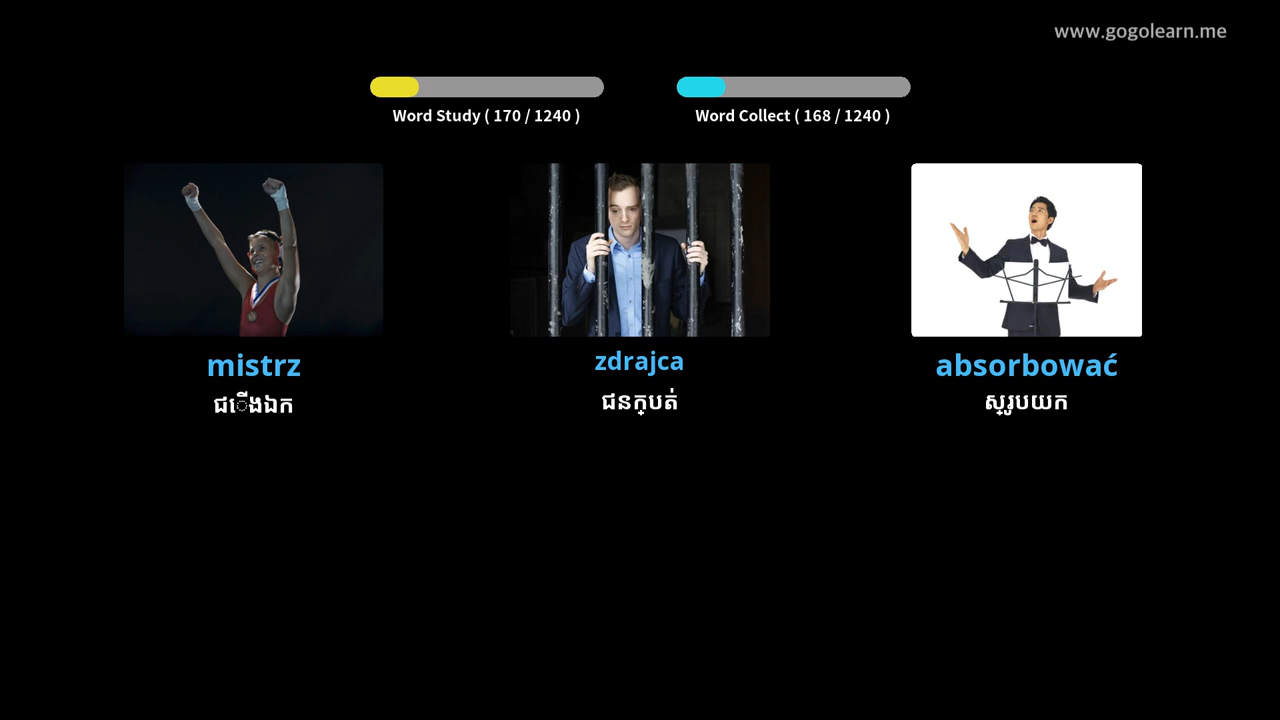 www.gogolearn.me
Word Study ( 170 / 1240 )
Word Collect ( 168 / 1240 )
mistrz
zdrajca
absorbować
ជើងឯក
ជនក្បត់
ស្រូបយក